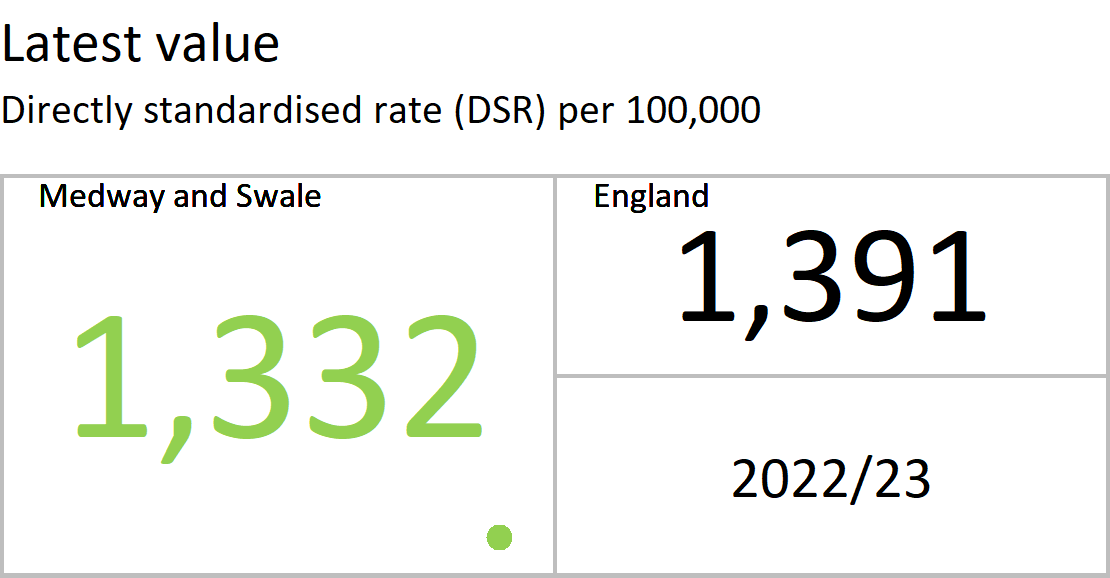 Latest value
Directly standardised rate (DSR) per 100,000
Medway and Swale
1,332
England
1,391
2022/23